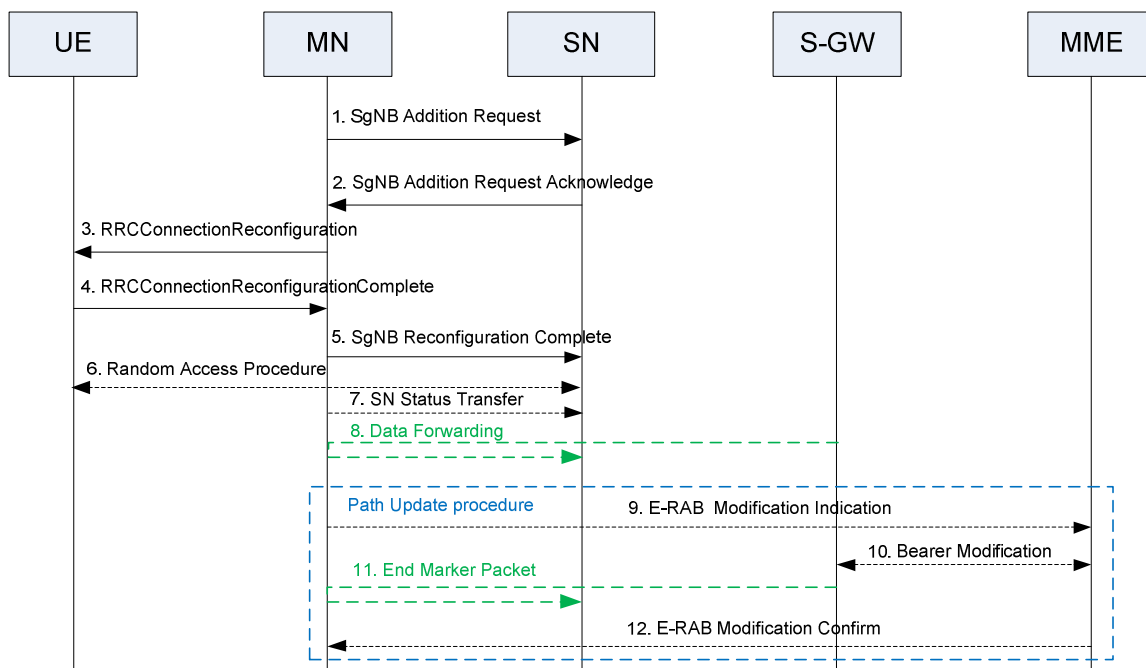 UE
MN
SN
S-GW
MME
1. SgNB Addition Request
2. SgNB Addition Request Acknowledge
3. RRCConnectionReconfiguration
4. RRCConnectionReconfigurationComplete
5. SgNB Reconfiguration Complete
6. Random Access Procedure
7. SN Status Transfer
8. Data Forwarding
Path Update procedure
9. E-RAB Modification Indication
10. Bearer Modification
11. End Marker Packet
12. E-RAB Modification Confirm